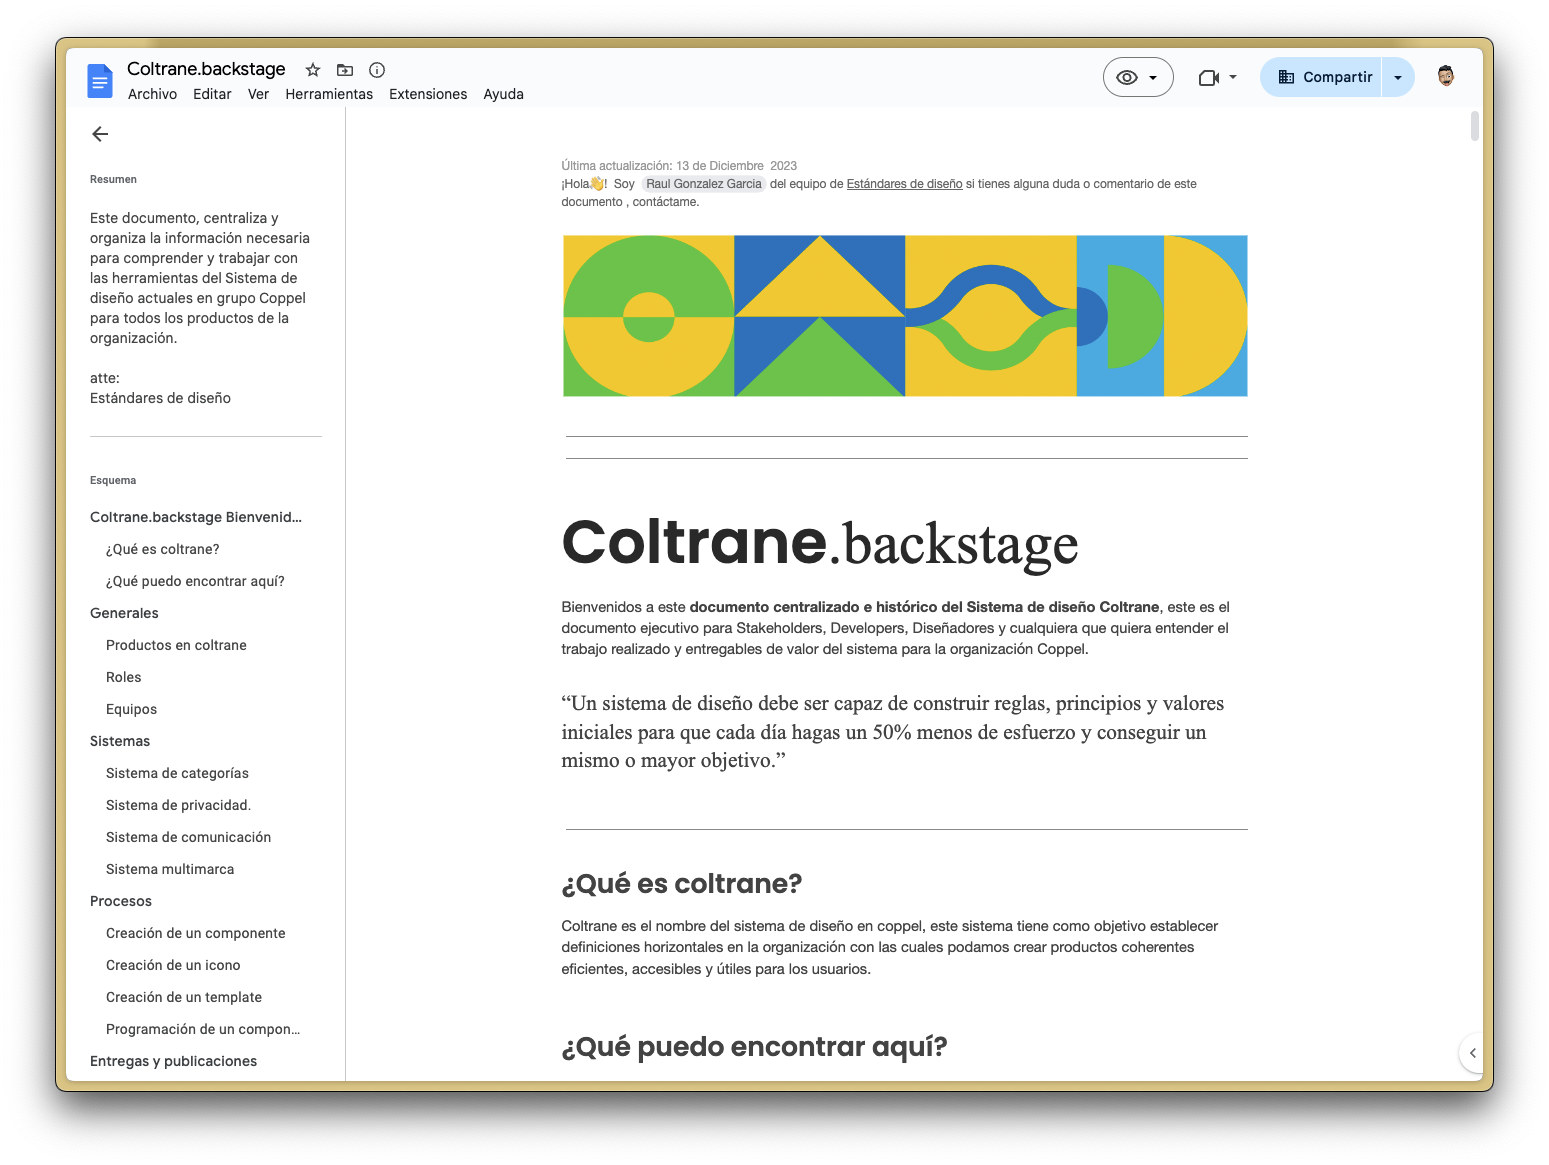 Coltrane.backstage
Archivo Editar Ver Herramientas Extensiones Ayuda
Compartir
Resumen
Este documento, centraliza y
organiza la información necesaria
para comprender y trabajar con
las herramientas del Sistema de
diseño actuales en grupo Coppel
para todos los productos de la
organización.
atte:
Estándares de diseño
Esquema
Coltrane.backstage Bienvenid...
¿Qué es coltrane?
¿Qué puedo encontrar aquí?
Generales
Productos en coltrane
Roles
Equipos
Sistemas
Sistema de categorías
Sistema de privacidad.
Sistema de comunicación
Sistema multimarca
Procesos
Creación de un componente
Creación de un icono
Creación de un template
Programación de un compon...
Entregas y publicaciones
Última actualización: 13 de Diciembre 2023
¡Hola👋! Soy Raul Gonzalez Garcia del equipo de Estándares de diseño si tienes alguna duda o comentario de este
documento , contáctame.
Coltrane.backstage
Bienvenidos a este documento centralizado e histórico del Sistema de diseño Coltrane, este es el
documento ejecutivo para Stakeholders, Developers, Diseñadores y cualquiera que quiera entender el
trabajo realizado y entregables de valor del sistema para la organización Coppel.
“Un sistema de diseño debe ser capaz de construir reglas, principios y valores
iniciales para que cada día hagas un 50% menos de esfuerzo y conseguir un
mismo o mayor objetivo.”
¿Qué es coltrane?
Coltrane es el nombre del sistema de diseño en coppel, este sistema tiene como objetivo establecer
definiciones horizontales en la organización con las cuales podamos crear productos coherentes
eficientes, accesibles y útiles para los usuarios.
¿Qué puedo encontrar aquí?